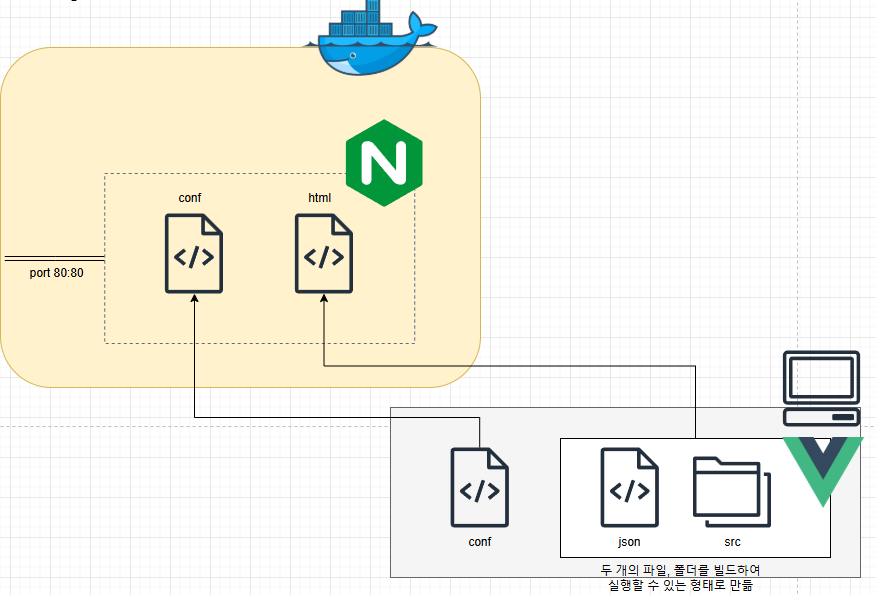 conf
html
</>
</>
port 80:80
</>
</>
conf
json
src
두 개의 파일, 폴더를 빌드하여
실행할 수 있는 형태로 만듦